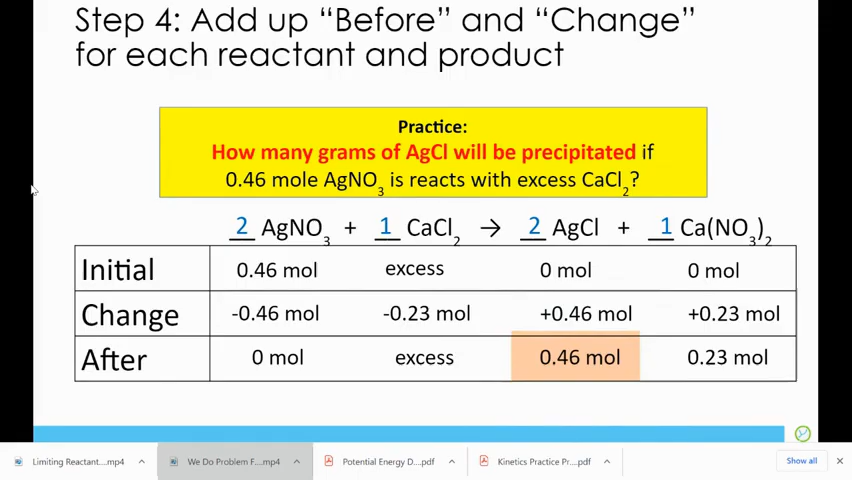 Step 4: Add up “Before” and “Change”
for each reactant and product
Practice:
How many grams of AgCl will be precipitated if
0.46 mole AgNO3 is reacts with excess CaCl2?
2 AgNO3 + 1 CaCl2 → 2 AgCl + 1 Ca(NO3)2
Initial 0.46 mol excess 0 mol 0 mol
Change -0.46 mol -0.23 mol +0.46 mol +0.23 mol
After 0 mol excess 0.46 mol 0.23 mol
Limiting Reactant....mp4 We Do Problem F....mp4 Potential Energy D....pdf Kinetics Practice Pr....pdf Show all